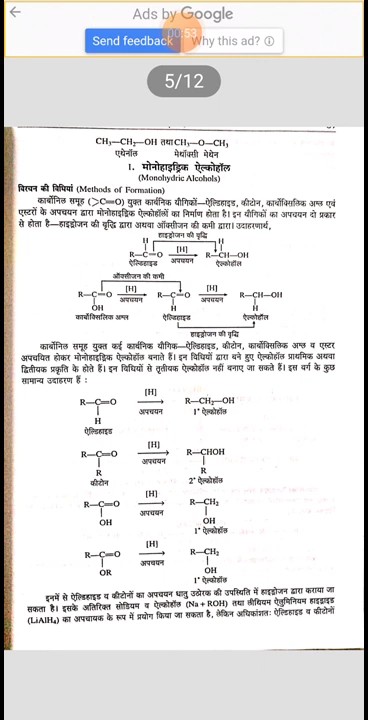 Ads by Google
Send feedback
Why this ad?
00:53
5/12
CH₃—CH₂—OH तथा CH₃—O—CH₃
एथेनॉल मेथॉक्सी मेथेन
1. मोनोहाइड्रिक ऐल्कोहॉल
(Monohydric Alcohols)
विरचन की विधियां (Methods of Formation)
कार्बोनिल समूह (>C=O) युक्त कार्बनिक यौगिकों—ऐल्डिहाइड, कीटोन, कार्बोक्सिलिक अम्ल एवं
एस्टरों के अपचयन द्वारा मोनोहाइड्रिक ऐल्कोहॉलों का निर्माण होता है। इन यौगिकों का अपचयन दो प्रकार
से होता है—हाइड्रोजन की वृद्धि द्वारा अथवा ऑक्सीजन की कमी द्वारा। उदाहरणार्थ,
हाइड्रोजन की वृद्धि
H H
R—C=O [H] R—CH—OH
ऐल्डिहाइड अपचयन ऐल्कोहॉल
ऑक्सीजन की कमी
R—C=O [H] R—C=O [H] R—CH—OH
अपचयन अपचयन
OH H H
कार्बोक्सिलिक अम्ल ऐल्डिहाइड ऐल्कोहॉल
हाइड्रोजन की वृद्धि
कार्बोनिल समूह युक्त कई कार्बनिक यौगिक—ऐल्डिहाइड, कीटोन, कार्बोक्सिलिक अम्ल व एस्टर
अपचयित होकर मोनोहाइड्रिक ऐल्कोहॉल बनाते हैं। इन विधियों द्वारा बने हुए ऐल्कोहॉल प्राथमिक अथवा
द्वितीयक प्रकृति के होते हैं। इन विधियों से तृतीयक ऐल्कोहॉल नहीं बनाए जा सकते हैं। इस वर्ग के कुछ
सामान्य उदाहरण हैं :
[H]
R—C=O R—CH₂—OH
अपचयन 1° ऐल्कोहॉल
H
ऐल्डिहाइड
[H]
R—C=O R—CHOH
अपचयन
R R
कीटोन 2° ऐल्कोहॉल
[H]
R—C=O R—CH₂
अपचयन
OH OH
1° ऐल्कोहॉल
[H]
R—C=O R—CH₂
अपचयन
OR OH
1° ऐल्कोहॉल
इनमें से ऐल्डिहाइड व कीटोनों का अपचयन धातु उत्प्रेरक की उपस्थिति में हाइड्रोजन द्वारा कराया जा
सकता है। इसके अतिरिक्त सोडियम व ऐल्कोहॉल (Na + ROH) तथा लीथियम ऐलुमिनियम हाइड्राइड
(LiAlH₄) का अपचायक के रूप में प्रयोग किया जा सकता है, लेकिन अधिकांशतः ऐल्डिहाइड व कीटोनों